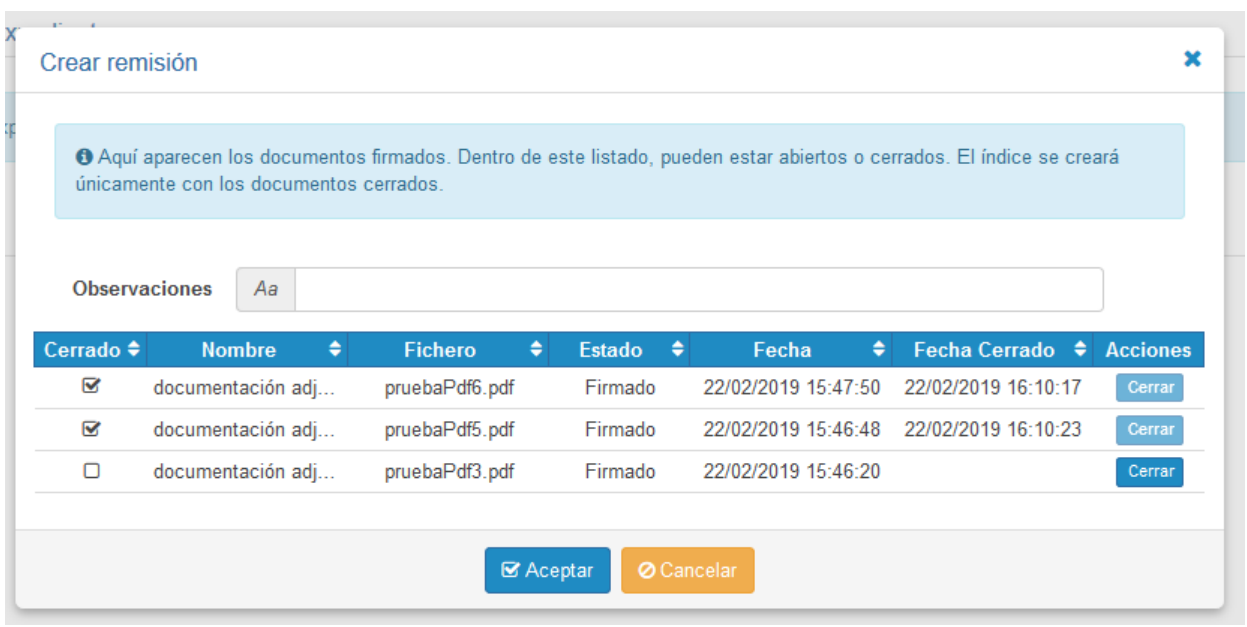 Crear remisión
Aquí aparecen los documentos firmados. Dentro de este listado, pueden estar abiertos o cerrados. El índice se creará
únicamente con los documentos cerrados.
Observaciones Aa
Cerrado Nombre Fichero Estado Fecha Fecha Cerrado Acciones
documentación adj... pruebaPdf6.pdf Firmado 22/02/2019 15:47:50 22/02/2019 16:10:17 Cerrar
documentación adj... pruebaPdf5.pdf Firmado 22/02/2019 15:46:48 22/02/2019 16:10:23 Cerrar
documentación adj... pruebaPdf3.pdf Firmado 22/02/2019 15:46:20 Cerrar
Aceptar Cancelar